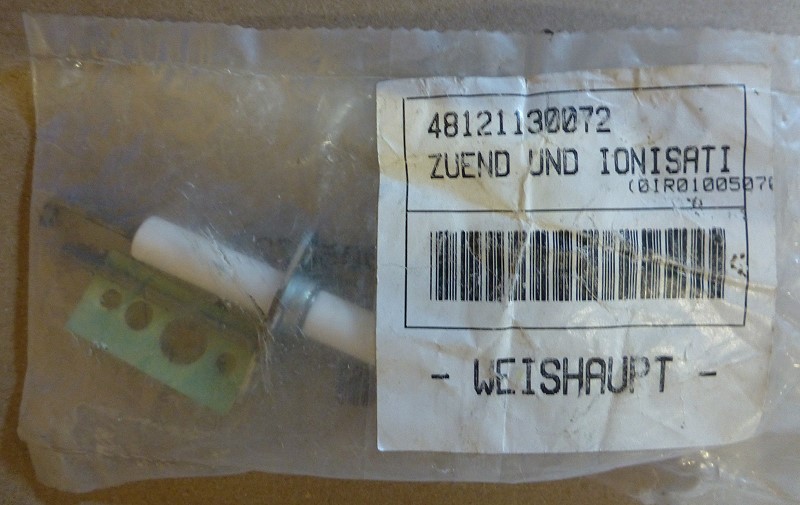 48121130072
ZUEND UND IONISATI
- WEISHAUPT -